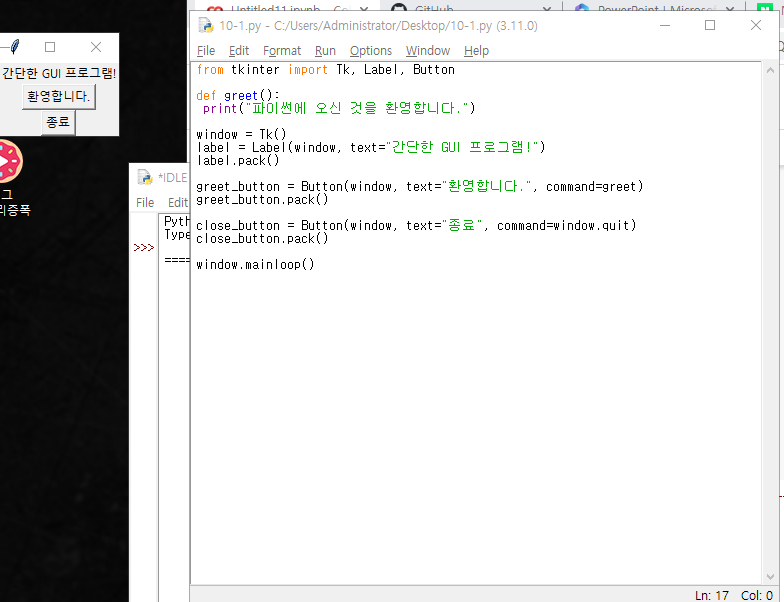 Untitled11.ipynb
GitHub
PowerPoint | Microsof
10-1.py - C:/Users/Administrator/Desktop/10-1.py (3.11.0)
File Edit Format Run Options Window Help
from tkinter import Tk, Label, Button
def greet():
print("파이썬에 오신 것을 환영합니다.")
window = Tk()
label = Label(window, text="간단한 GUI 프로그램!")
label.pack()
greet_button = Button(window, text="환영합니다.", command=greet)
greet_button.pack()
close_button = Button(window, text="종료", command=window.quit)
close_button.pack()
window.mainloop()
Ln: 17 Col: 0
간단한 GUI 프로그램!
환영합니다.
종료
그
리증폭
*IDLE
File Edit
Pyth
Type
>>>
====